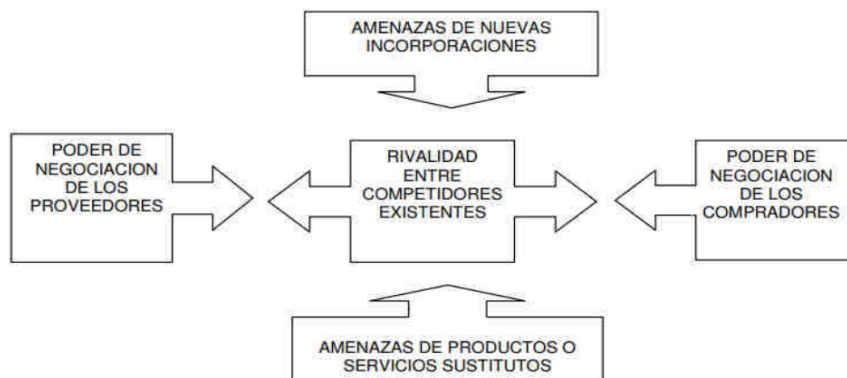 AMENAZAS DE NUEVAS
INCORPORACIONES
PODER DE
NEGOCIACION
DE LOS
PROVEEDORES
RIVALIDAD
ENTRE
COMPETIDORES
EXISTENTES
PODER DE
NEGOCIACION
DE LOS
COMPRADORES
AMENAZAS DE PRODUCTOS O
SERVICIOS SUSTITUTOS